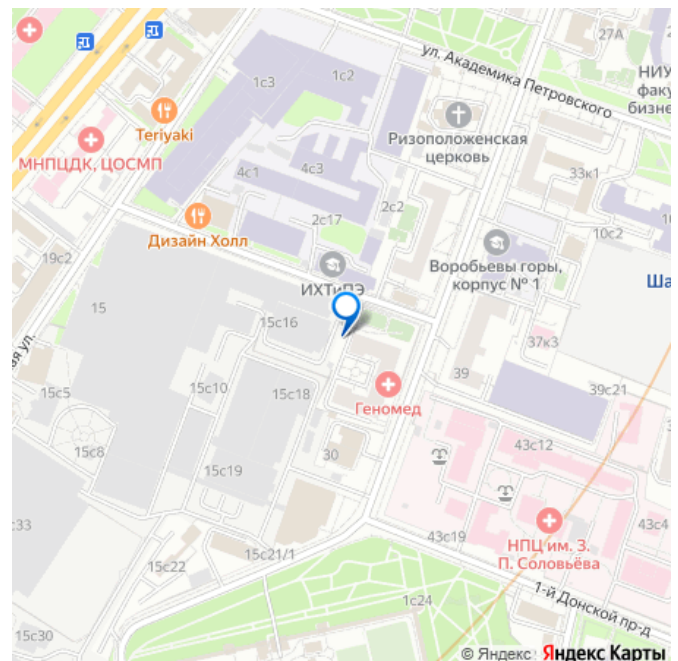 27А
ул. Академика Петровского
НИУ
факу
бизне
1с3
1с2
Teriyaki
МНПЦДК, ЦОСМП
Ризоположенская
церковь
4с1
4с3
33к1
2с2
2с17
10с2
Дизайн Холл
ИХТиПЭ
Воробьевы горы,
корпус № 1
Ша
19с2
15
15с16
37к3
ая ул.
15с5
15с10
15с18
39
39с21
Геномед
15с8
30
43с12
15с19
с33
43с19
43с4
НПЦ им. З.
П. Соловьёва
15с22
15с21/1
1с24
1-й Донской пр-д
15с30
© Яндекс Яндекс Карты